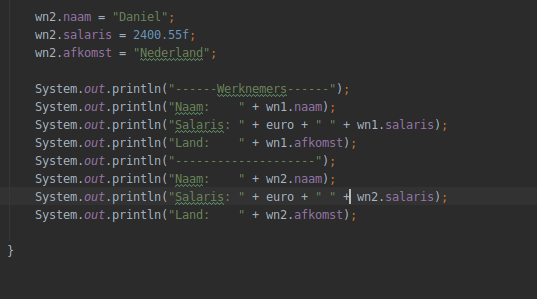 wn2.naam = "Daniel";
wn2.salaris = 2400.55f;
wn2.afkomst = "Nederland";
System.out.println("------Werknemers------");
System.out.println("Naam:    " + wn1.naam);
System.out.println("Salaris: " + euro + " " + wn1.salaris);
System.out.println("Land:    " + wn1.afkomst);
System.out.println("--------------------");
System.out.println("Naam:    " + wn2.naam);
System.out.println("Salaris: " + euro + " " + wn2.salaris);
System.out.println("Land:    " + wn2.afkomst);
}